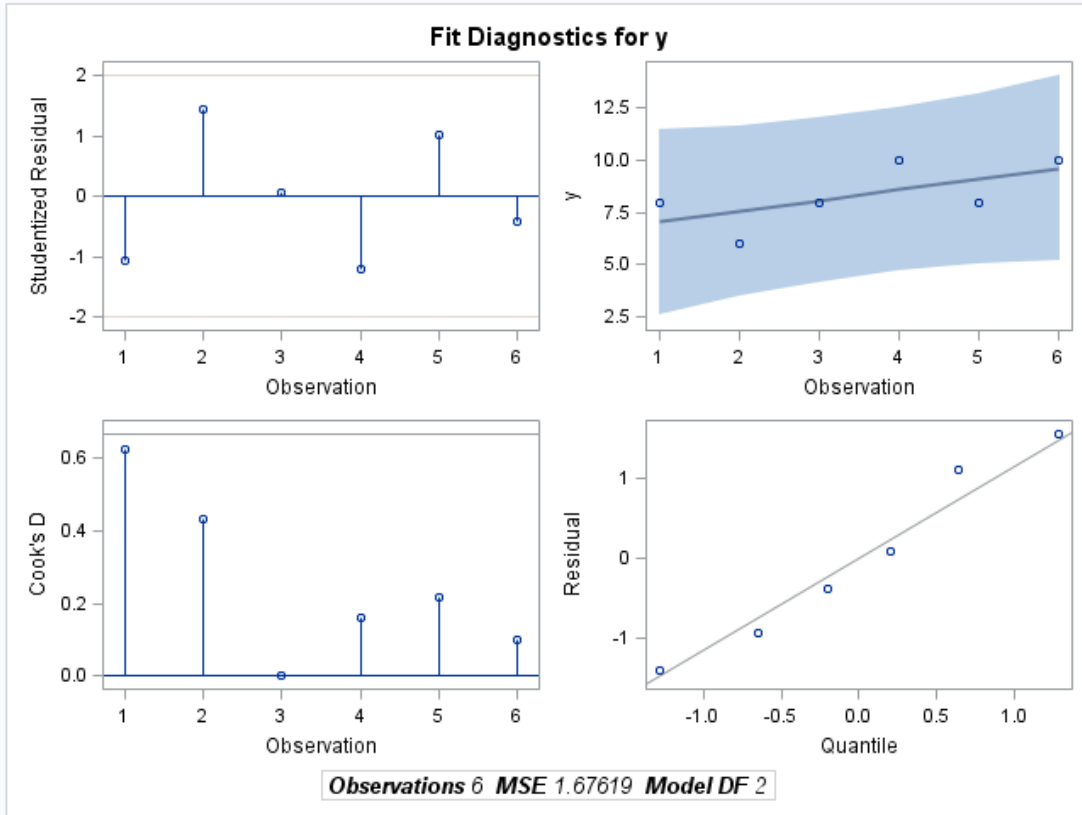 Fit Diagnostics for y
Studentized Residual
2
1
0
-1
-2
1 2 3 4 5 6
Observation
y
12.5
10.0
7.5
5.0
2.5
1 2 3 4 5 6
Observation
Cook's D
0.6
0.4
0.2
0.0
1 2 3 4 5 6
Observation
Residual
1
0
-1
-1.0 -0.5 0.0 0.5 1.0
Quantile
Observations 6 MSE 1.67619 Model DF 2